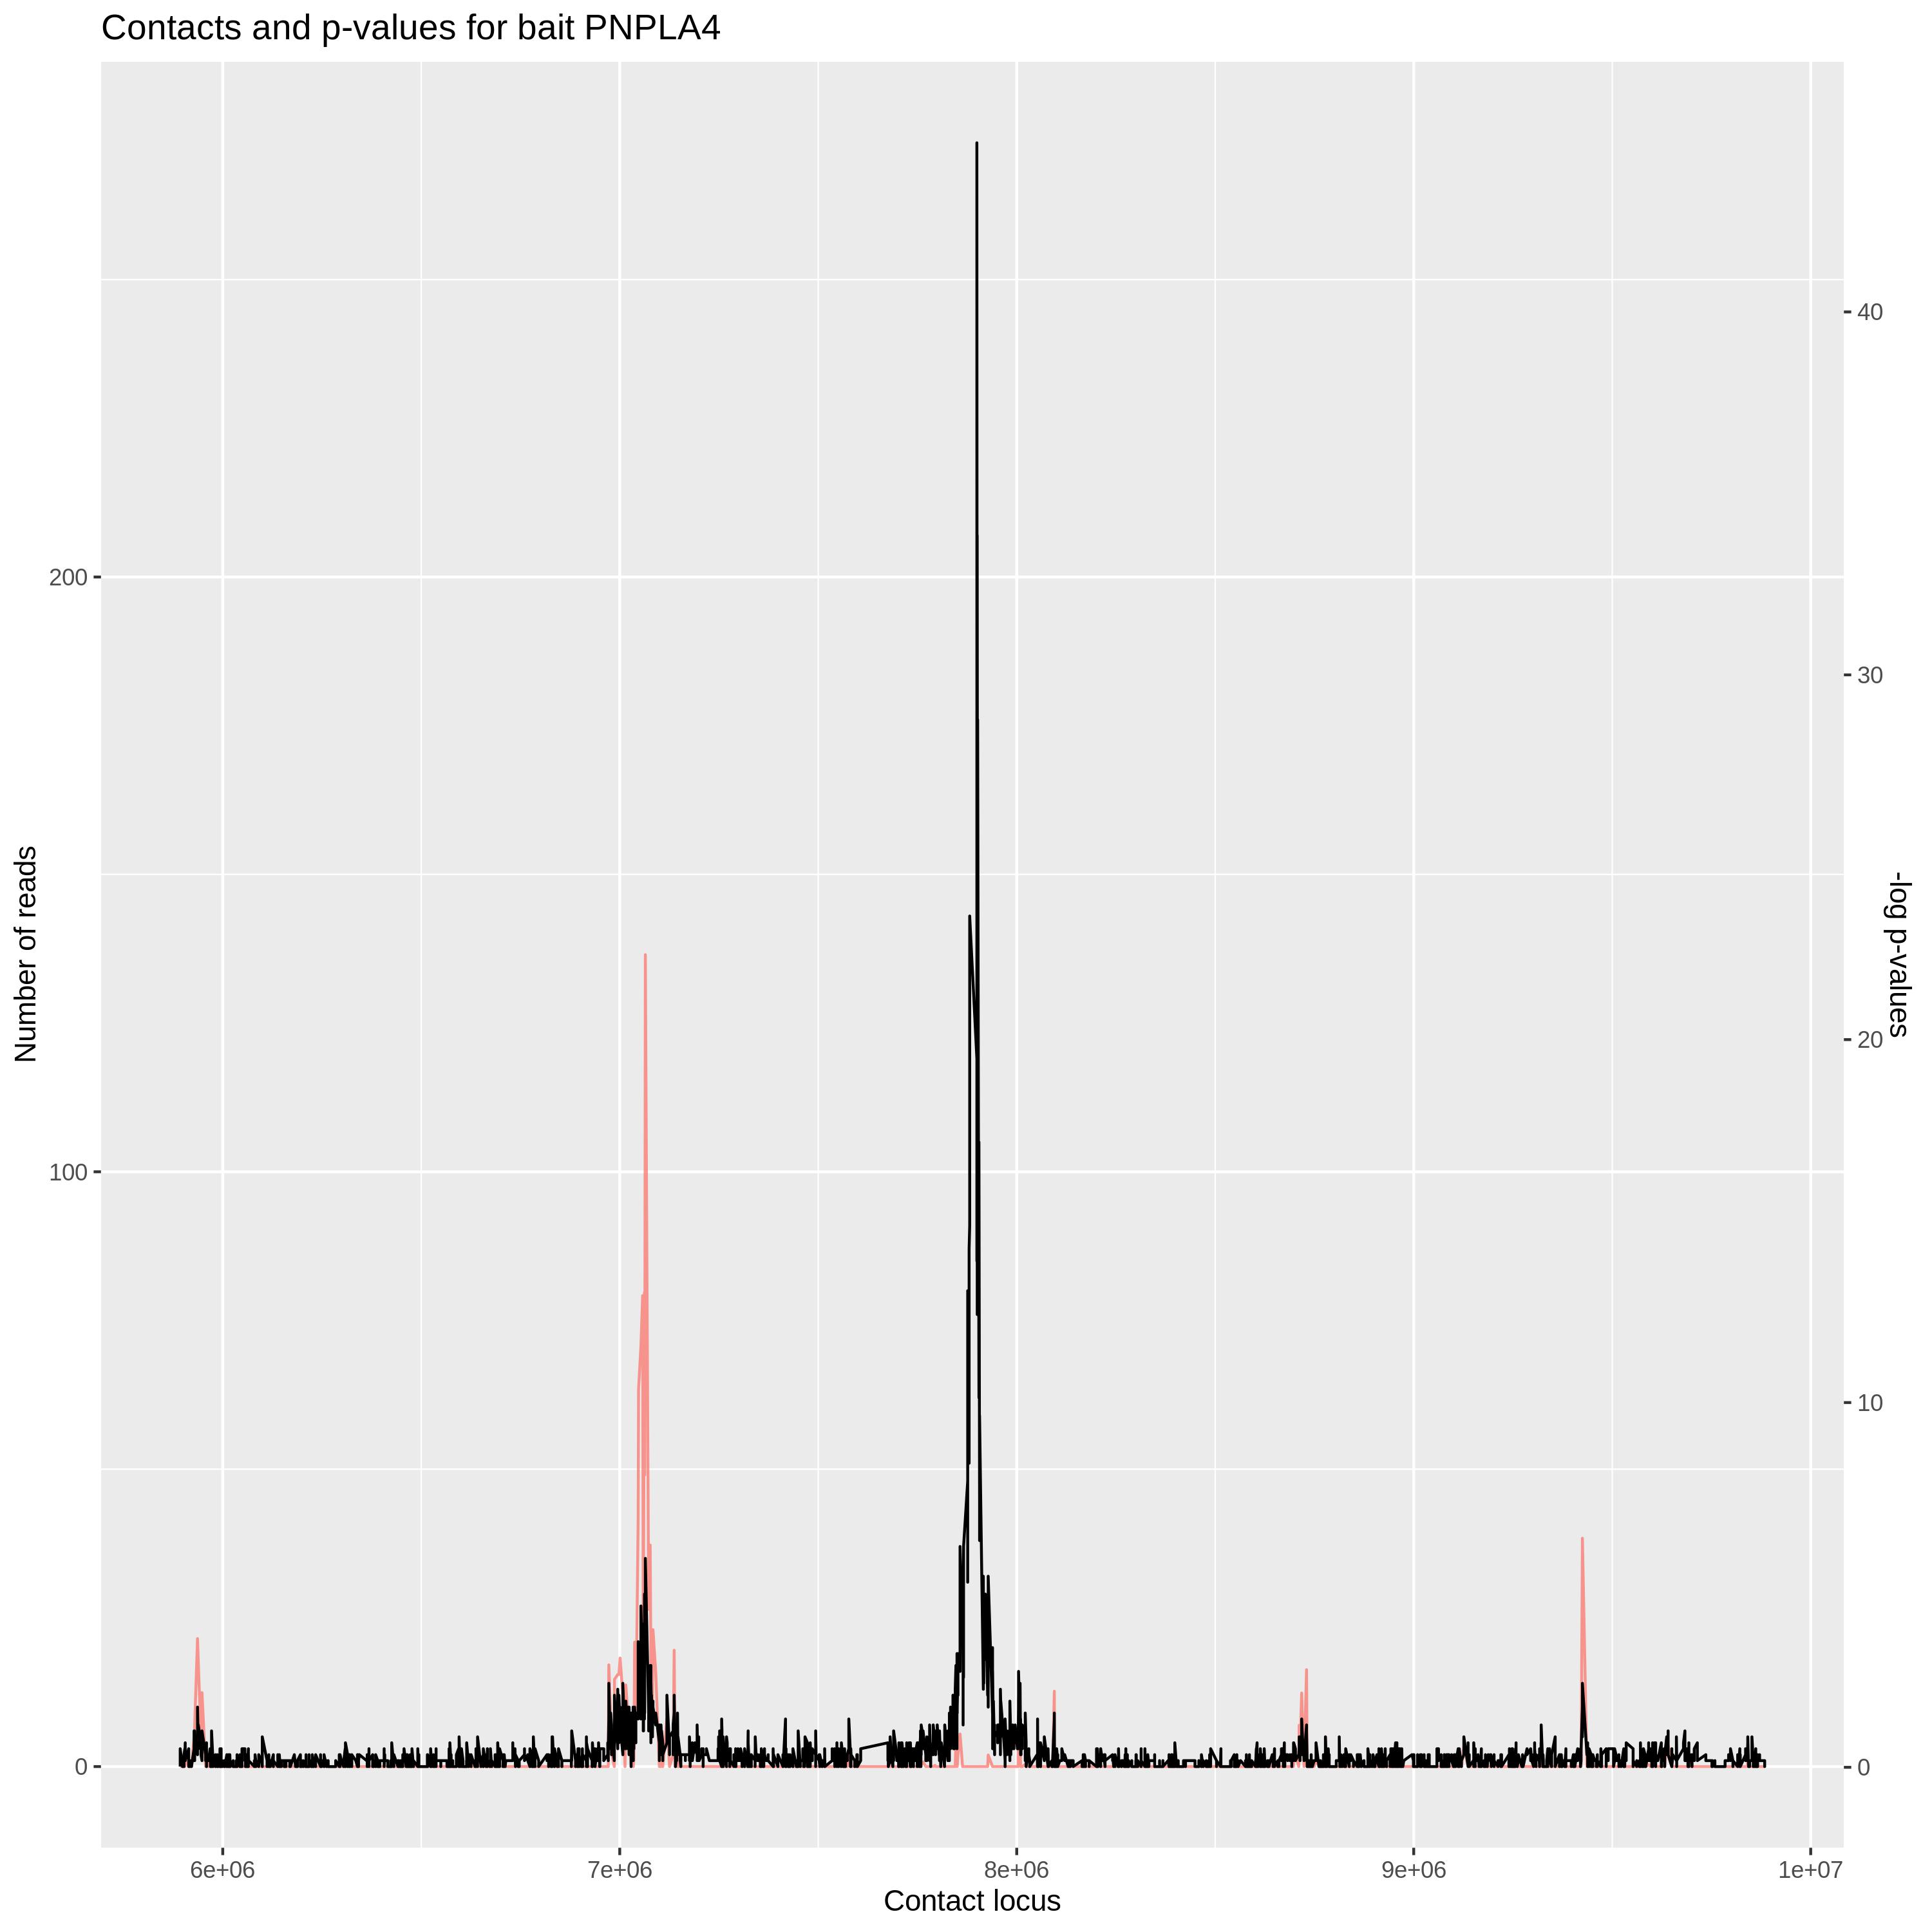 Contacts and p-values for bait PNPLA4
Number of reads
200
100
0
40
30
20
10
0
-log p-values
6e+06 7e+06 8e+06 9e+06 1e+07
Contact locus